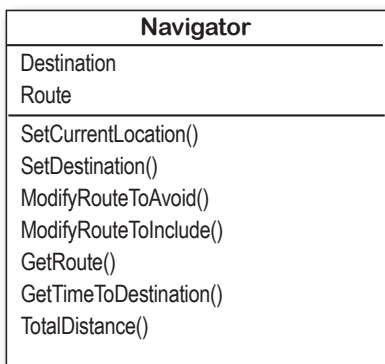 Navigator
Destination
Route
SetCurrentLocation()
SetDestination()
ModifyRouteToAvoid()
ModifyRouteToInclude()
GetRoute()
GetTimeToDestination()
TotalDistance()